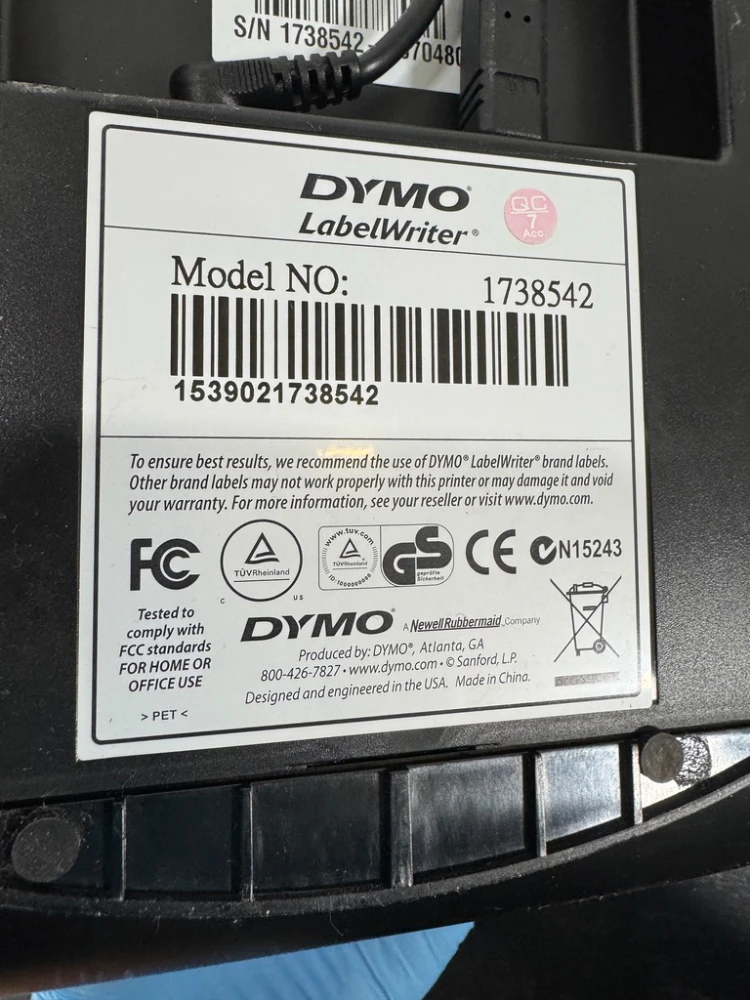 S/N 1738542-
70480
DYMO®
LabelWriter®
QC
7
Acc.
Model NO: 1738542
1539021738542
To ensure best results, we recommend the use of DYMO® LabelWriter® brand labels.
Other brand labels may not work properly with this printer or may damage it and void
your warranty. For more information, see your reseller or visit www.dymo.com.
FC
TÜVRheinland
C US
www.tuv.com
TÜVRheinland
ID:1000000000
GS
geprüfte
Sicherheit
CE
N15243
Tested to
comply with
FCC standards
FOR HOME OR
OFFICE USE
> PET <
DYMO® A NewellRubbermaid Company
Produced by: DYMO®, Atlanta, GA
800-426-7827 • www.dymo.com • © Sanford, L.P.
Designed and engineered in the USA. Made in China.